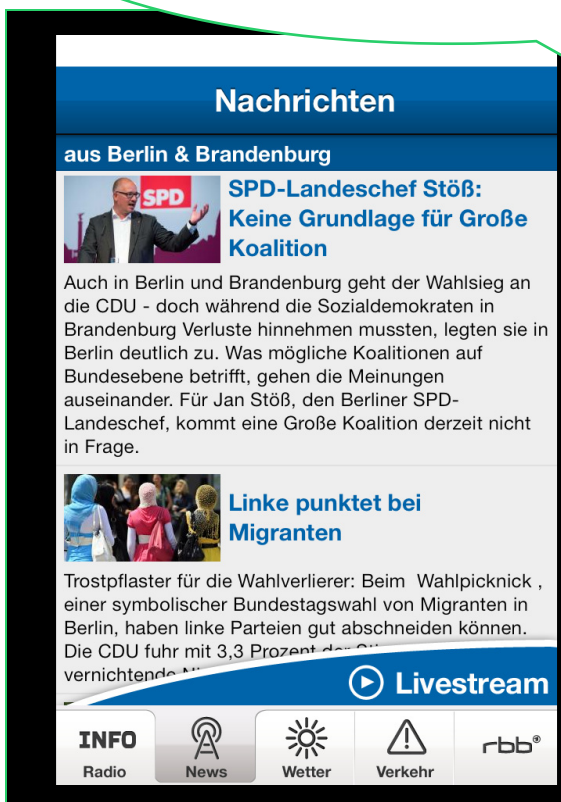 Nachrichten
aus Berlin & Brandenburg
SPD
SPD-Landeschef Stöß:
Keine Grundlage für Große
Koalition
Auch in Berlin und Brandenburg geht der Wahlsieg an
die CDU - doch während die Sozialdemokraten in
Brandenburg Verluste hinnehmen mussten, legten sie in
Berlin deutlich zu. Was mögliche Koalitionen auf
Bundesebene betrifft, gehen die Meinungen
auseinander. Für Jan Stöß, den Berliner SPD-
Landeschef, kommt eine Große Koalition derzeit nicht
in Frage.
Linke punktet bei
Migranten
Trostpflaster für die Wahlverlierer: Beim Wahlpicknick ,
einer symbolischer Bundestagswahl von Migranten in
Berlin, haben linke Parteien gut abschneiden können.
Die CDU fuhr mit 3,3 Prozent der
vernichtende
Livestream
INFO
Radio
News
Wetter
Verkehr
rbb